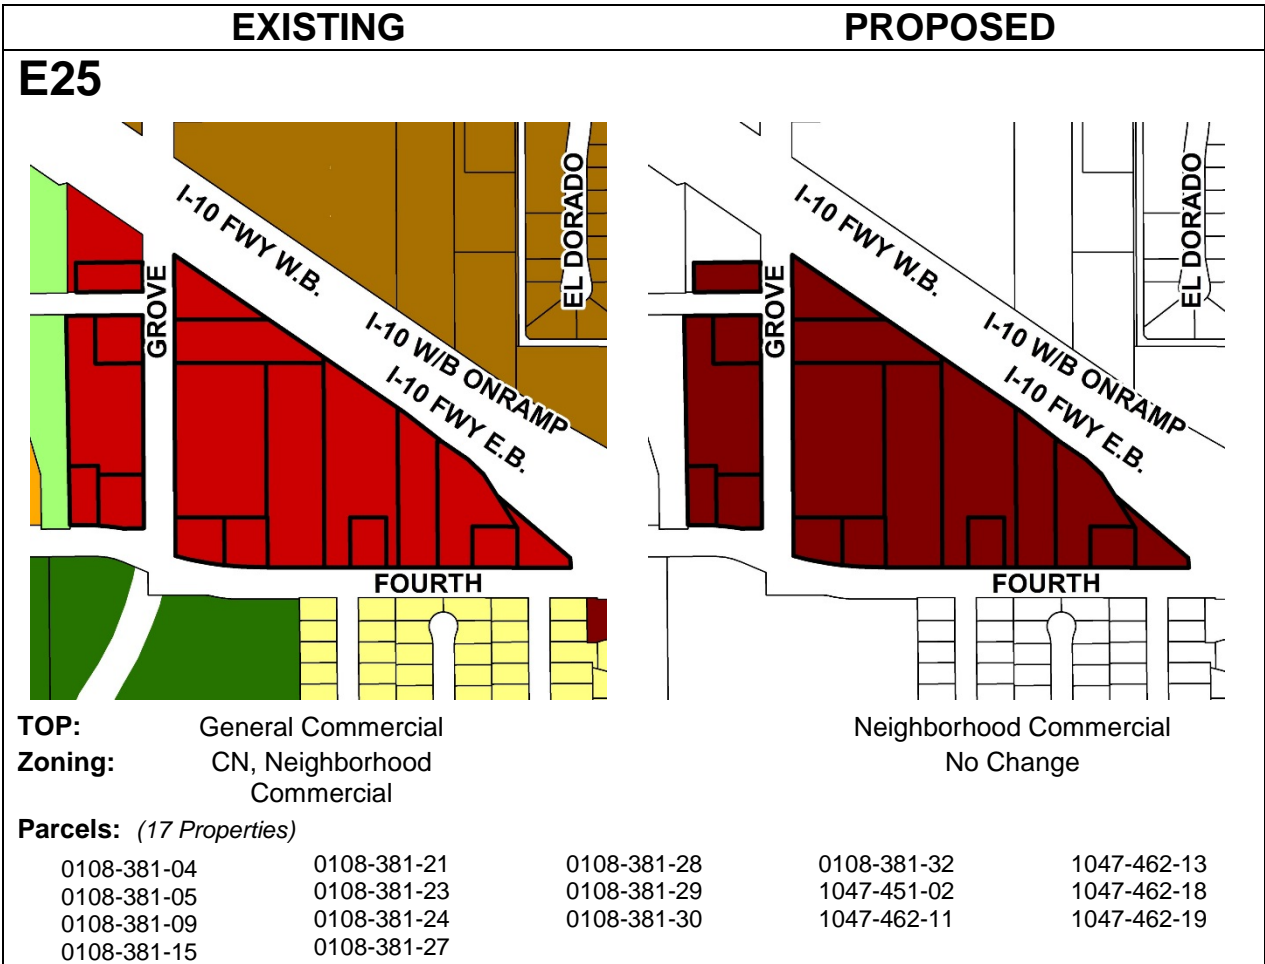 EXISTING PROPOSED
E25
I-10 FWY W.B.
EL DORADO
GROVE
I-10 W/B ONRAMP
I-10 FWY E.B.
FOURTH
I-10 FWY W.B.
EL DORADO
GROVE
I-10 W/B ONRAMP
I-10 FWY E.B.
FOURTH
TOP: General Commercial Neighborhood Commercial
Zoning: CN, Neighborhood No Change
Commercial
Parcels: (17 Properties)
0108-381-04 0108-381-21 0108-381-28 0108-381-32 1047-462-13
0108-381-05 0108-381-23 0108-381-29 1047-451-02 1047-462-18
0108-381-09 0108-381-24 0108-381-30 1047-462-11 1047-462-19
0108-381-15 0108-381-27